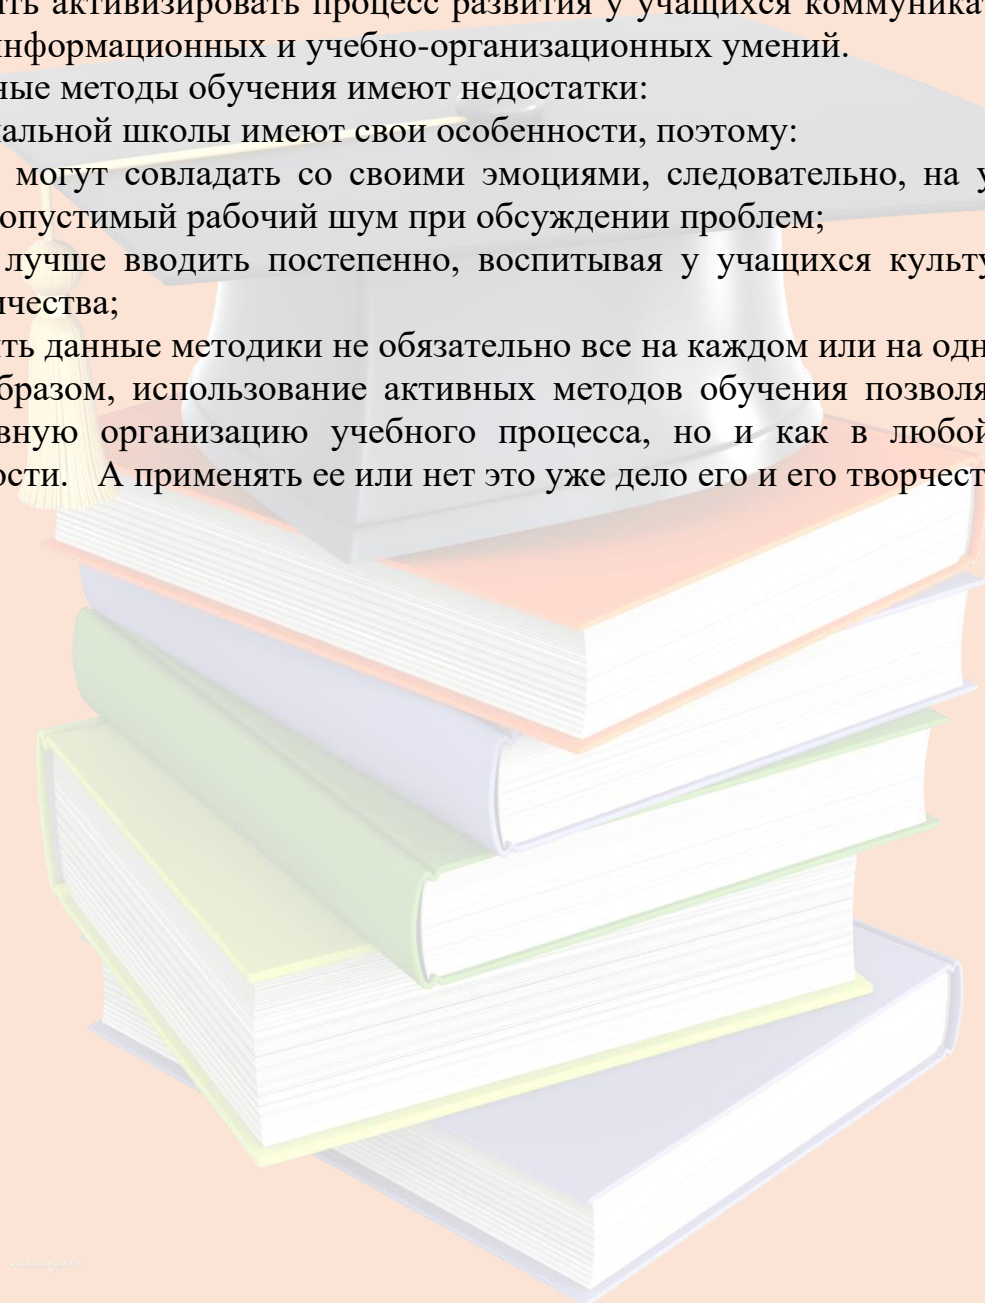 ть активизировать процесс развития у учащихся коммуникат
нформационных и учебно-организационных умений.
ные методы обучения имеют недостатки:
альной школы имеют свои особенности, поэтому:
могут совладать со своими эмоциями, следовательно, на у
опустимый рабочий шум при обсуждении проблем;
лучше вводить постепенно, воспитывая у учащихся культу
ичества;
ть данные методики не обязательно все на каждом или на одн
бразом, использование активных методов обучения позволя
вную организацию учебного процесса, но и как в любой
ости. А применять ее или нет это уже дело его и его творчест